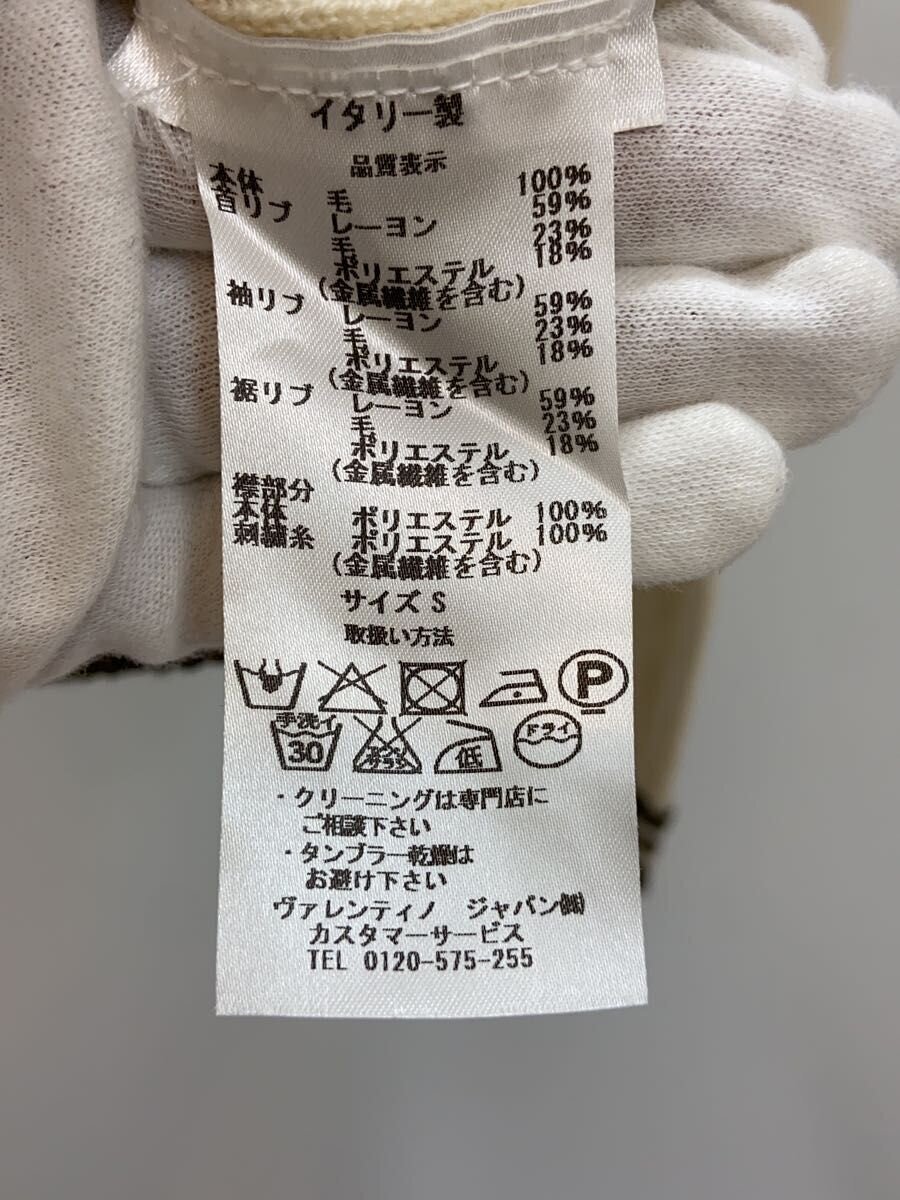 イタリー製
品質表示
本体 毛 100%
首リブ レーヨン 59%
毛 23%
ポリエステル 18%
(金属繊維を含む)
袖リブ レーヨン 59%
毛 23%
ポリエステル 18%
(金属繊維を含む)
裾リブ レーヨン 59%
毛 23%
ポリエステル 18%
(金属繊維を含む)
襟部分
本体 ポリエステル 100%
刺繍糸 ポリエステル 100%
(金属繊維を含む)
サイズ S
取扱い方法
P
手洗イ 30 エンソサラシ 低 ドライ
・クリーニングは専門店に
ご相談下さい
・タンブラー乾燥は
お避け下さい
ヴァレンティノ ジャパン㈱
カスタマーサービス
TEL 0120-575-255